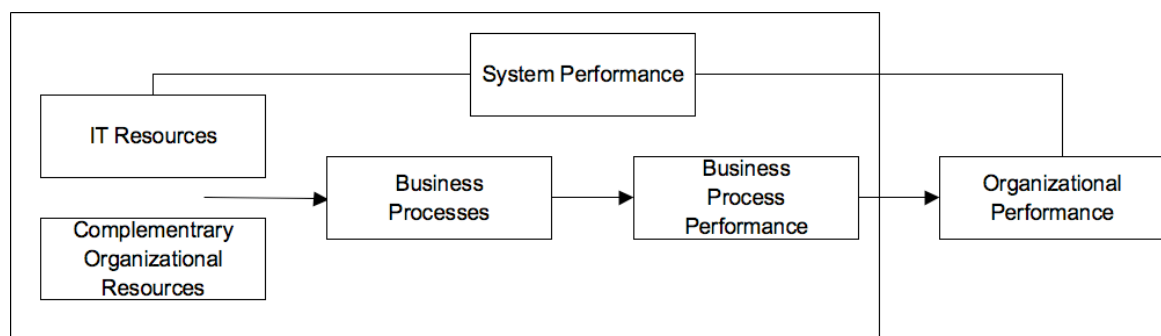 System Performance
IT Resources
Business
Processes
Business
Process
Performance
Organizational
Performance
Complementrary
Organizational
Resources